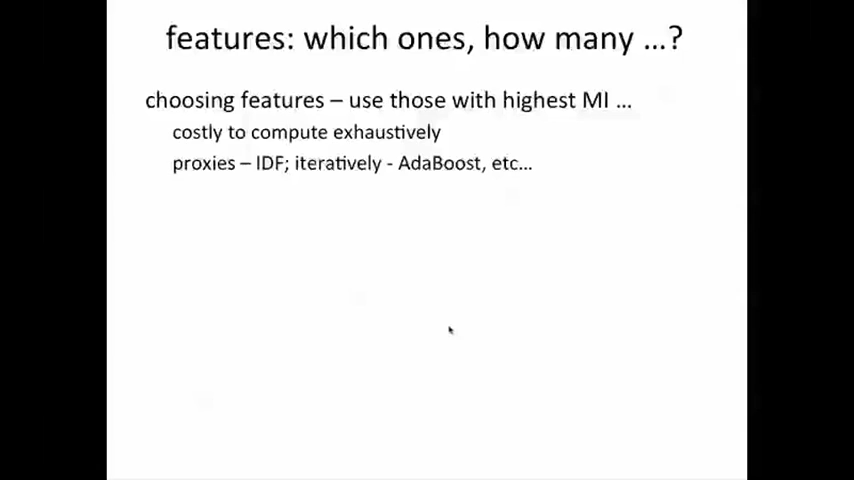 features: which ones, how many ...?
choosing features – use those with highest MI ...
costly to compute exhaustively
proxies – IDF; iteratively - AdaBoost, etc...